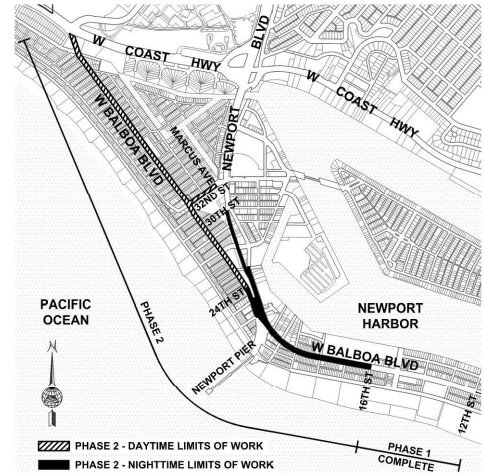 W COAST HWY
BLVD
W COAST HWY
W BALBOA BLVD
MARCUS AVE
NEWPORT
32ND ST
30TH ST
24TH ST
PACIFIC
OCEAN
PHASE 2
NEWPORT
HARBOR
NEWPORT PIER
W BALBOA BLVD
16TH ST
12TH ST
PHASE 1
COMPLETE
PHASE 2 - DAYTIME LIMITS OF WORK
PHASE 2 - NIGHTTIME LIMITS OF WORK